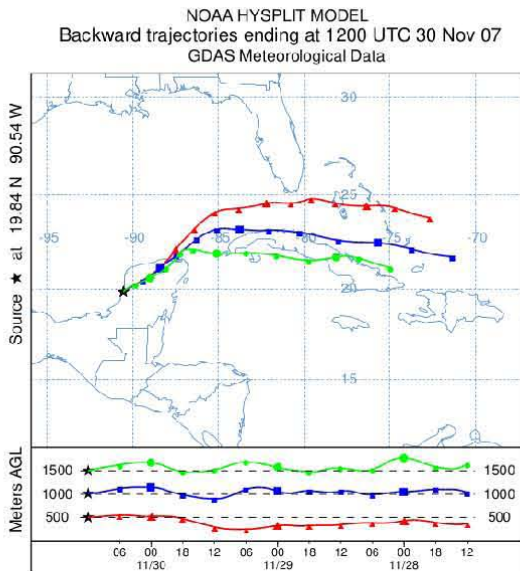 NOAA HYSPLIT MODEL
Backward trajectories ending at 1200 UTC 30 Nov 07
GDAS Meteorological Data
Source ★ at 19.84 N 90.54 W
30
25
-95
-90
-85
-80
-75
-70
20
15
Meters AGL
1500
1500
1000
1000
500
500
06 00 18 12 06 00 18 12 06 00 18 12
11/30 11/29 11/28